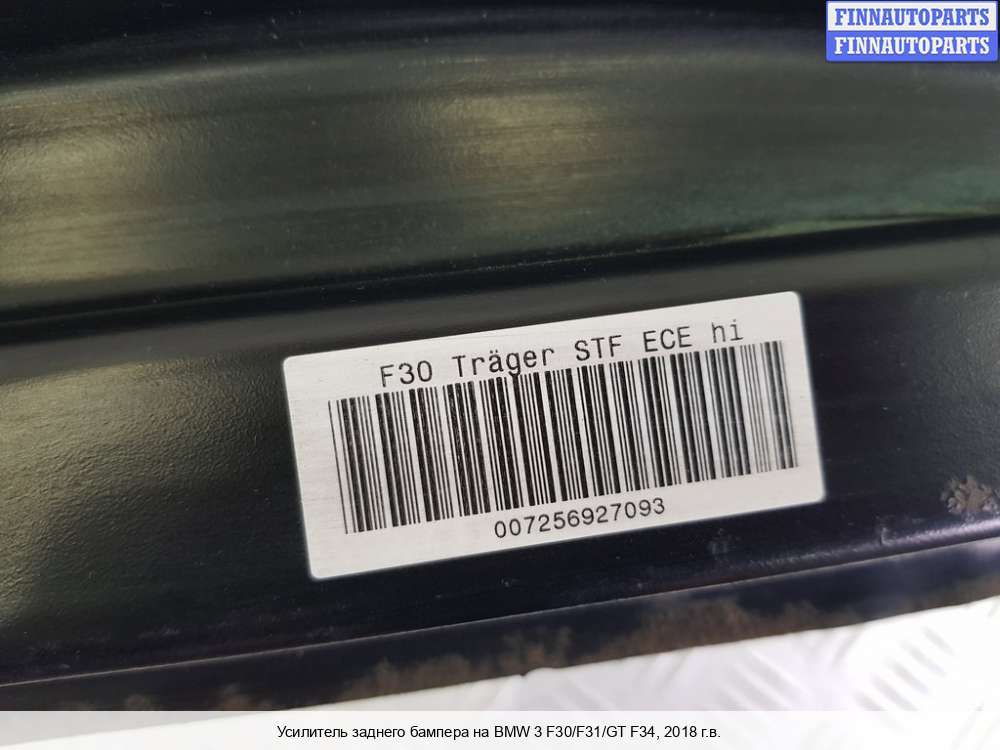 FINNAUTOPARTS
FINNAUTOPARTS
F30 Träger STF ECE hi
007256927093
Усилитель заднего бампера на BMW 3 F30/F31/GT F34, 2018 г.в.